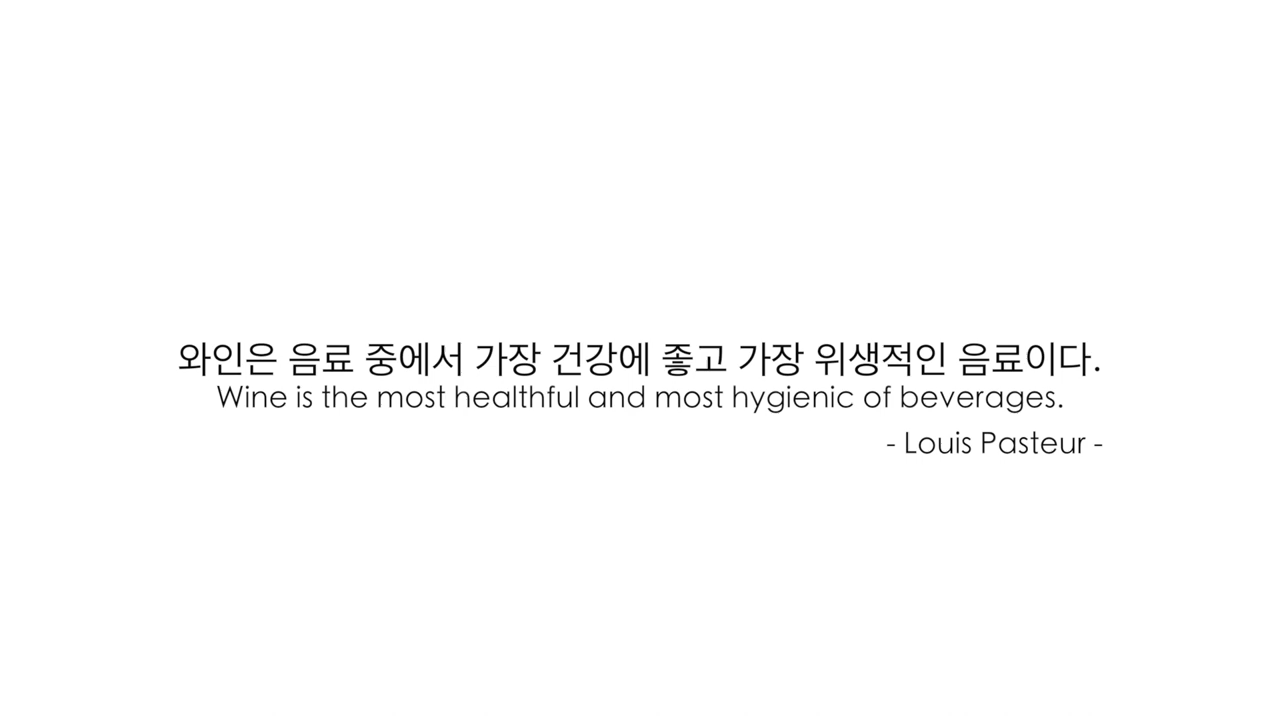 와인은 음료 중에서 가장 건강에 좋고 가장 위생적인 음료이다.
Wine is the most healthful and most hygienic of beverages.
- Louis Pasteur -